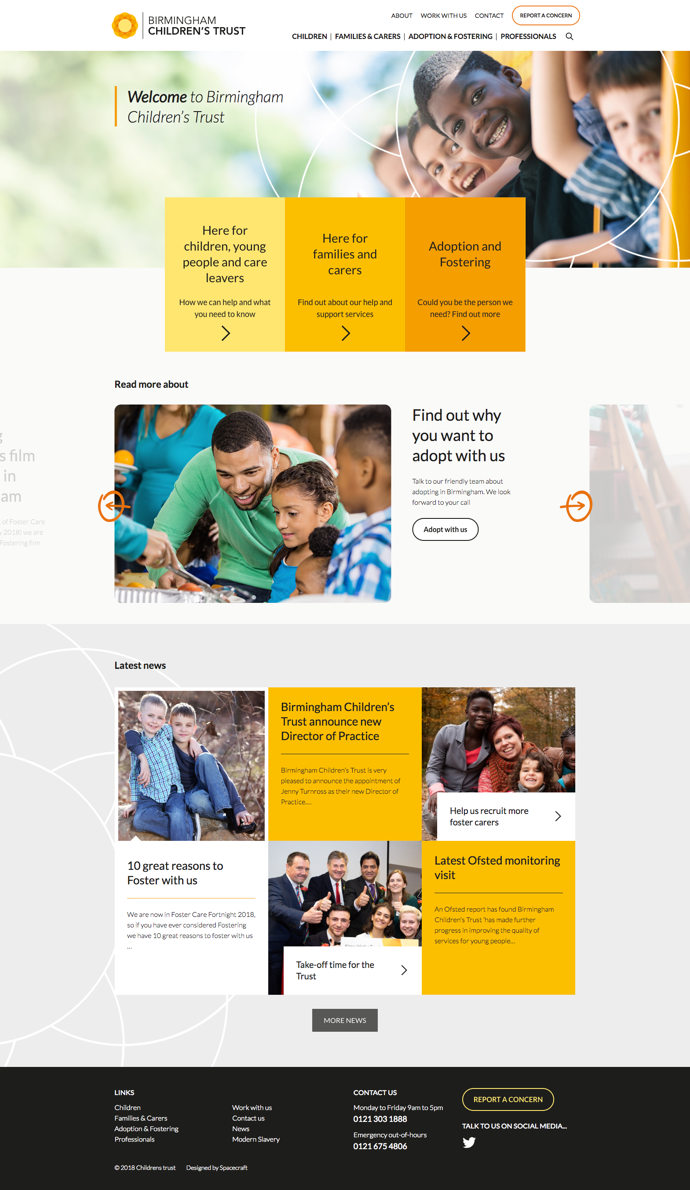 BIRMINGHAM
CHILDREN'S TRUST
ABOUT WORK WITH US CONTACT REPORT A CONCERN
CHILDREN | FAMILIES & CARERS | ADOPTION & FOSTERING | PROFESSIONALS
Welcome to Birmingham
Children's Trust
Here for
children, young
people and care
leavers
How we can help and what
you need to know
Here for
families and
carers
Find out about our help and
support services
Adoption and
Fostering
Could you be the person we
need? Find out more
Read more about
s film
in
am
of Foster Care
2018) we are
Fostering film
Find out why
you want to
adopt with us
Talk to our friendly team about
adopting in Birmingham. We look
forward to your call
Adopt with us
Latest news
Birmingham Children's
Trust announce new
Director of Practice
Birmingham Children's Trust is very
pleased to announce the appointment of
Jenny Turnross as their new Director of
Practice....
Help us recruit more
foster carers
10 great reasons to
Foster with us
We are now in Foster Care Fortnight 2018,
so if you have ever considered Fostering
we have 10 great reasons to foster with us
...
Take-off time for the
Trust
Latest Ofsted monitoring
visit
An Ofsted report has found Birmingham
Children's Trust 'has made further
progress in improving the quality of
services for young people...
MORE NEWS
LINKS
Children
Families & Carers
Adoption & Fostering
Professionals
Work with us
Contact us
News
Modern Slavery
CONTACT US
Monday to Friday 9am to 5pm
0121 303 1888
Emergency out-of-hours
0121 675 4806
REPORT A CONCERN
TALK TO US ON SOCIAL MEDIA...
© 2018 Childrens trust Designed by Spacecraft